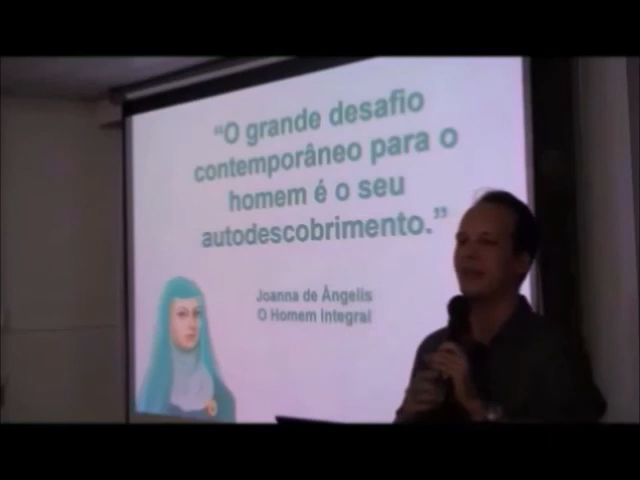 “O grande desafio
contemporâneo para o
homem é o seu
autodescobrimento.”
Joanna de Ângelis
O Homem Integral